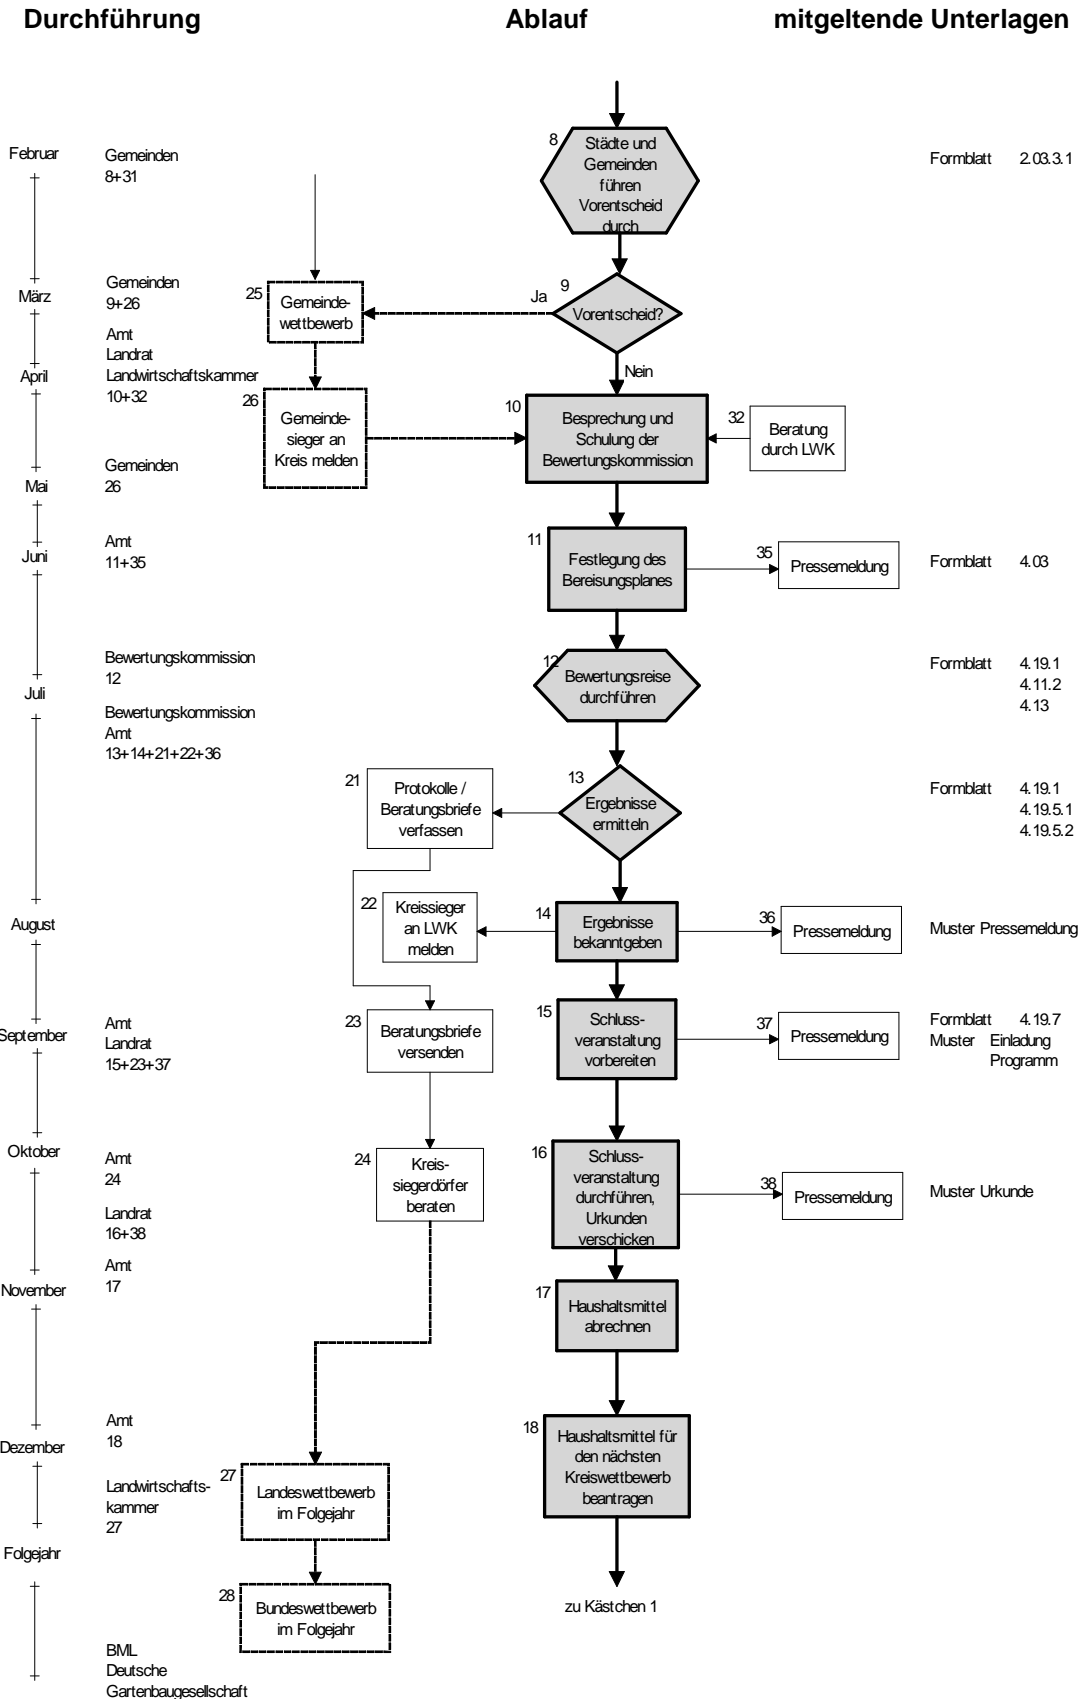 Durchführung
Ablauf
mitgeltende Unterlagen
Februar
Gemeinden
8+31
8
Städte und
Gemeinden
führen
Vorentscheid
durch
Formblatt 2.03.3.1
März
Gemeinden
9+26
25
Gemeinde-
wettbewerb
Ja
9
Vorentscheid?
Nein
April
Amt
Landrat
Landwirtschaftskammer
10+32
26
Gemeinde-
sieger an
Kreis melden
10
Besprechung und
Schulung der
Bewertungskommission
32
Beratung
durch LWK
Mai
Gemeinden
26
Juni
Amt
11+35
11
Festlegung des
Bereisungsplanes
35
Pressemeldung
Formblatt 4.03
Bewertungskommission
12
Juli
12
Bewertungsreise
durchführen
Formblatt 4.19.1
4.11.2
4.13
Bewertungskommission
Amt
13+14+21+22+36
21
Protokolle /
Beratungsbriefe
verfassen
13
Ergebnisse
ermitteln
Formblatt 4.19.1
4.19.5.1
4.19.5.2
August
22
Kreissieger
an LWK
melden
14
Ergebnisse
bekanntgeben
36
Pressemeldung
Muster Pressemeldung
September
Amt
Landrat
15+23+37
23
Beratungsbriefe
versenden
15
Schluss-
veranstaltung
vorbereiten
37
Pressemeldung
Formblatt 4.19.7
Muster Einladung
Programm
Oktober
Amt
24
Landrat
16+38
24
Kreis-
siegerdörfer
beraten
16
Schluss-
veranstaltung
durchführen,
Urkunden
verschicken
38
Pressemeldung
Muster Urkunde
November
Amt
17
17
Haushaltsmittel
abrechnen
Dezember
Amt
18
18
Haushaltmittel für
den nächsten
Kreiswettbewerb
beantragen
Landwirtschafts-
kammer
27
27
Landeswettbewerb
im Folgejahr
Folgejahr
28
Bundeswettbewerb
im Folgejahr
zu Kästchen 1
BML
Deutsche
Gartenbaugesellschaft